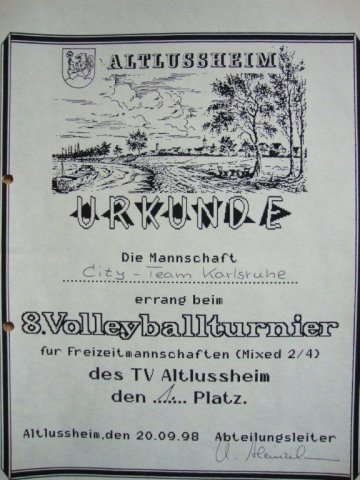 ALTLUSSHEIM
URKUNDE
Die Mannschaft
City - Team Karlsruhe
errang beim
8.Volleyballturnier
fur Freizeitmannschaften (Mixed 2/4)
des TV Altlussheim
den ...1... Platz.
Altlussheim,den 20.09.98 Abteilungsleiter